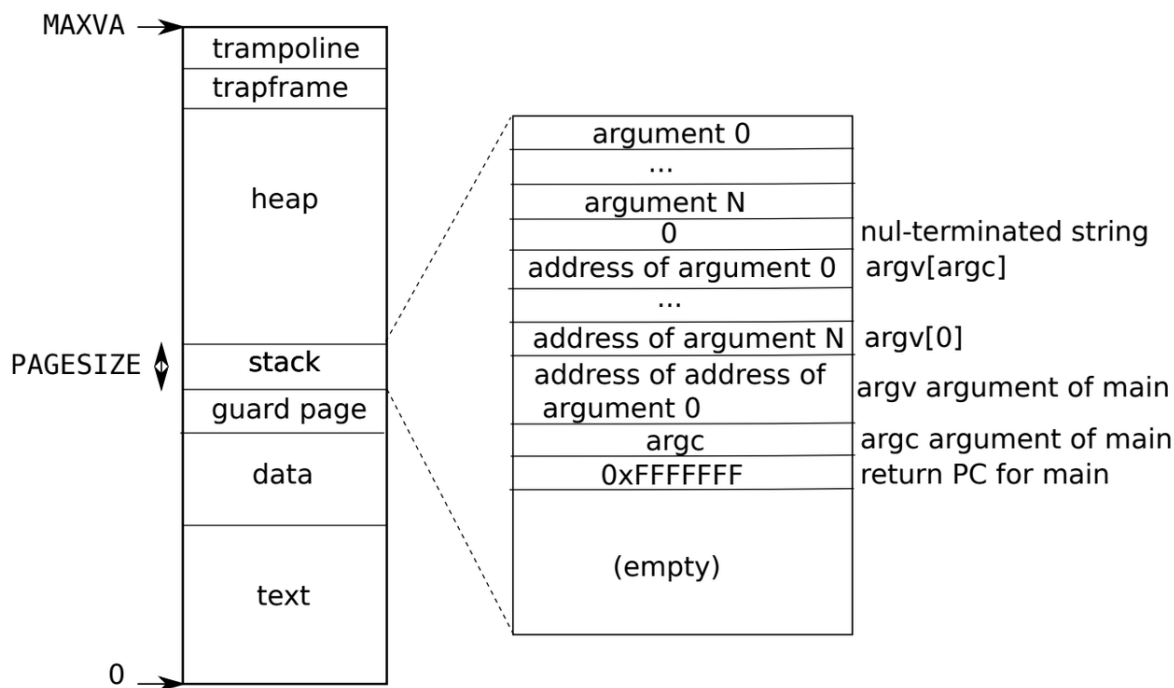 MAXVA
trampoline
trapframe
heap
PAGESIZE
stack
guard page
data
text
0
argument 0
...
argument N
0
nul-terminated string
address of argument 0
argv[argc]
...
address of argument N
argv[0]
address of address of
argument 0
argv argument of main
argc
argc argument of main
0xFFFFFFF
return PC for main
(empty)